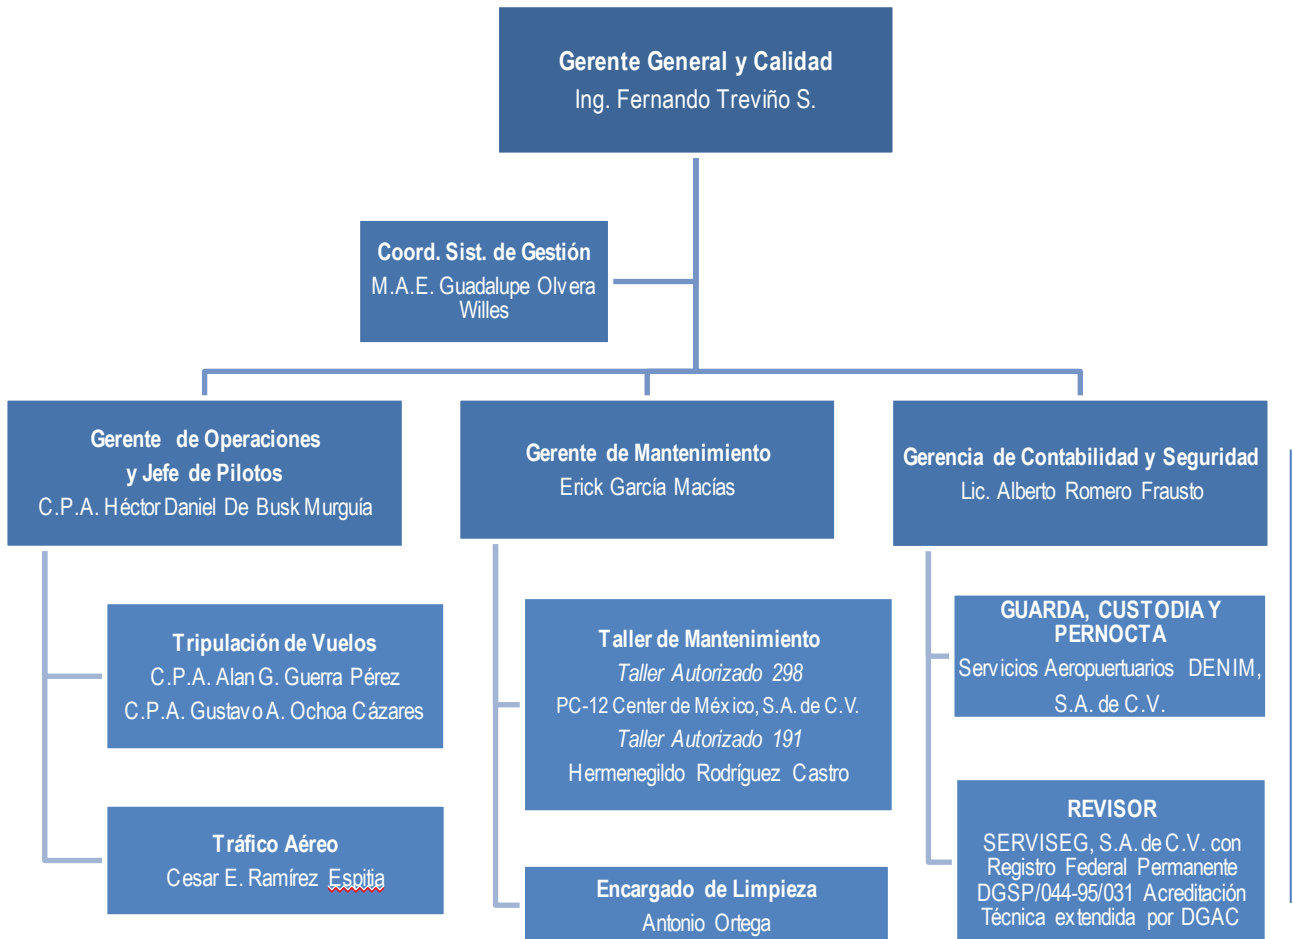 Gerente General y Calidad
Ing. Fernando Treviño S.
Coord. Sist. de Gestión
M.A.E. Guadalupe Olvera
Willes
Gerente de Operaciones
y Jefe de Pilotos
C.P.A. Héctor Daniel De Busk Murguía
Gerente de Mantenimiento
Erick García Macías
Gerencia de Contabilidad y Seguridad
Lic. Alberto Romero Frausto
Tripulación de Vuelos
C.P.A. Alan G. Guerra Pérez
C.P.A. Gustavo A. Ochoa Cázares
Tráfico Aéreo
Cesar E. Ramírez Espitia
Taller de Mantenimiento
Taller Autorizado 298
PC-12 Center de México, S.A. de C.V.
Taller Autorizado 191
Hermenegildo Rodríguez Castro
Encargado de Limpieza
Antonio Ortega
GUARDA, CUSTODIA Y
PERNOCTA
Servicios Aeropuertuarios DENIM,
S.A. de C.V.
REVISOR
SERVISEG, S.A. de C.V. con
Registro Federal Permanente
DGSP/044-95/031 Acreditación
Técnica extendida por DGAC